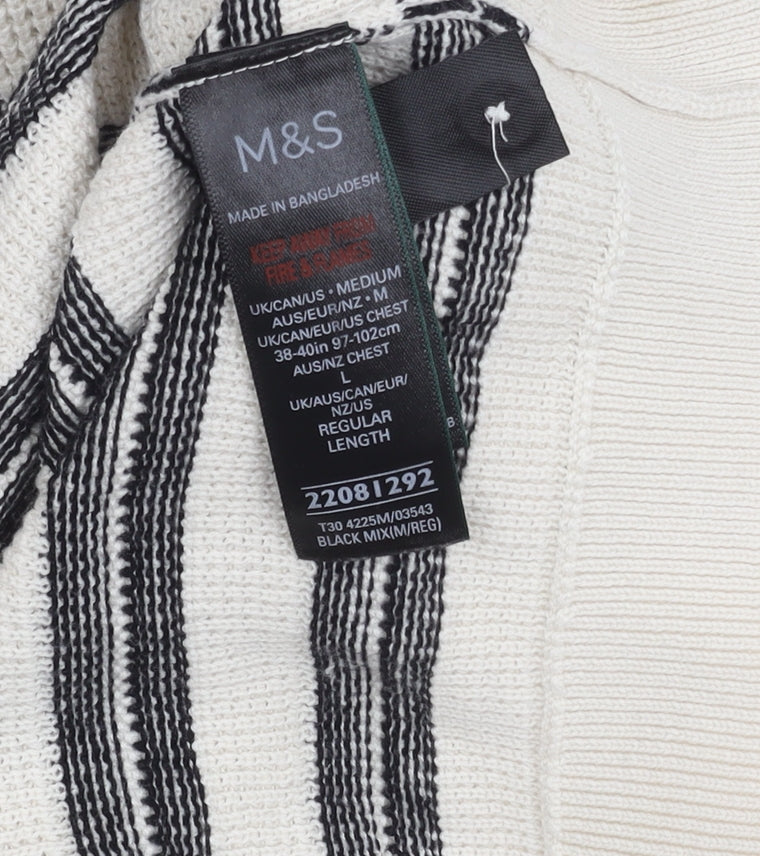 M&S
MADE IN BANGLADESH
KEEP AWAY FROM
FIRE & FLAMES
UK/CAN/US • MEDIUM
AUS/EUR/NZ • M
UK/CAN/EUR/US CHEST
38-40in 97-102cm
AUS/NZ CHEST
L
UK/AUS/CAN/EUR/
NZ/US
REGULAR
LENGTH
22081292
T30 4225M/03543
BLACK MIX(M/REG)
B